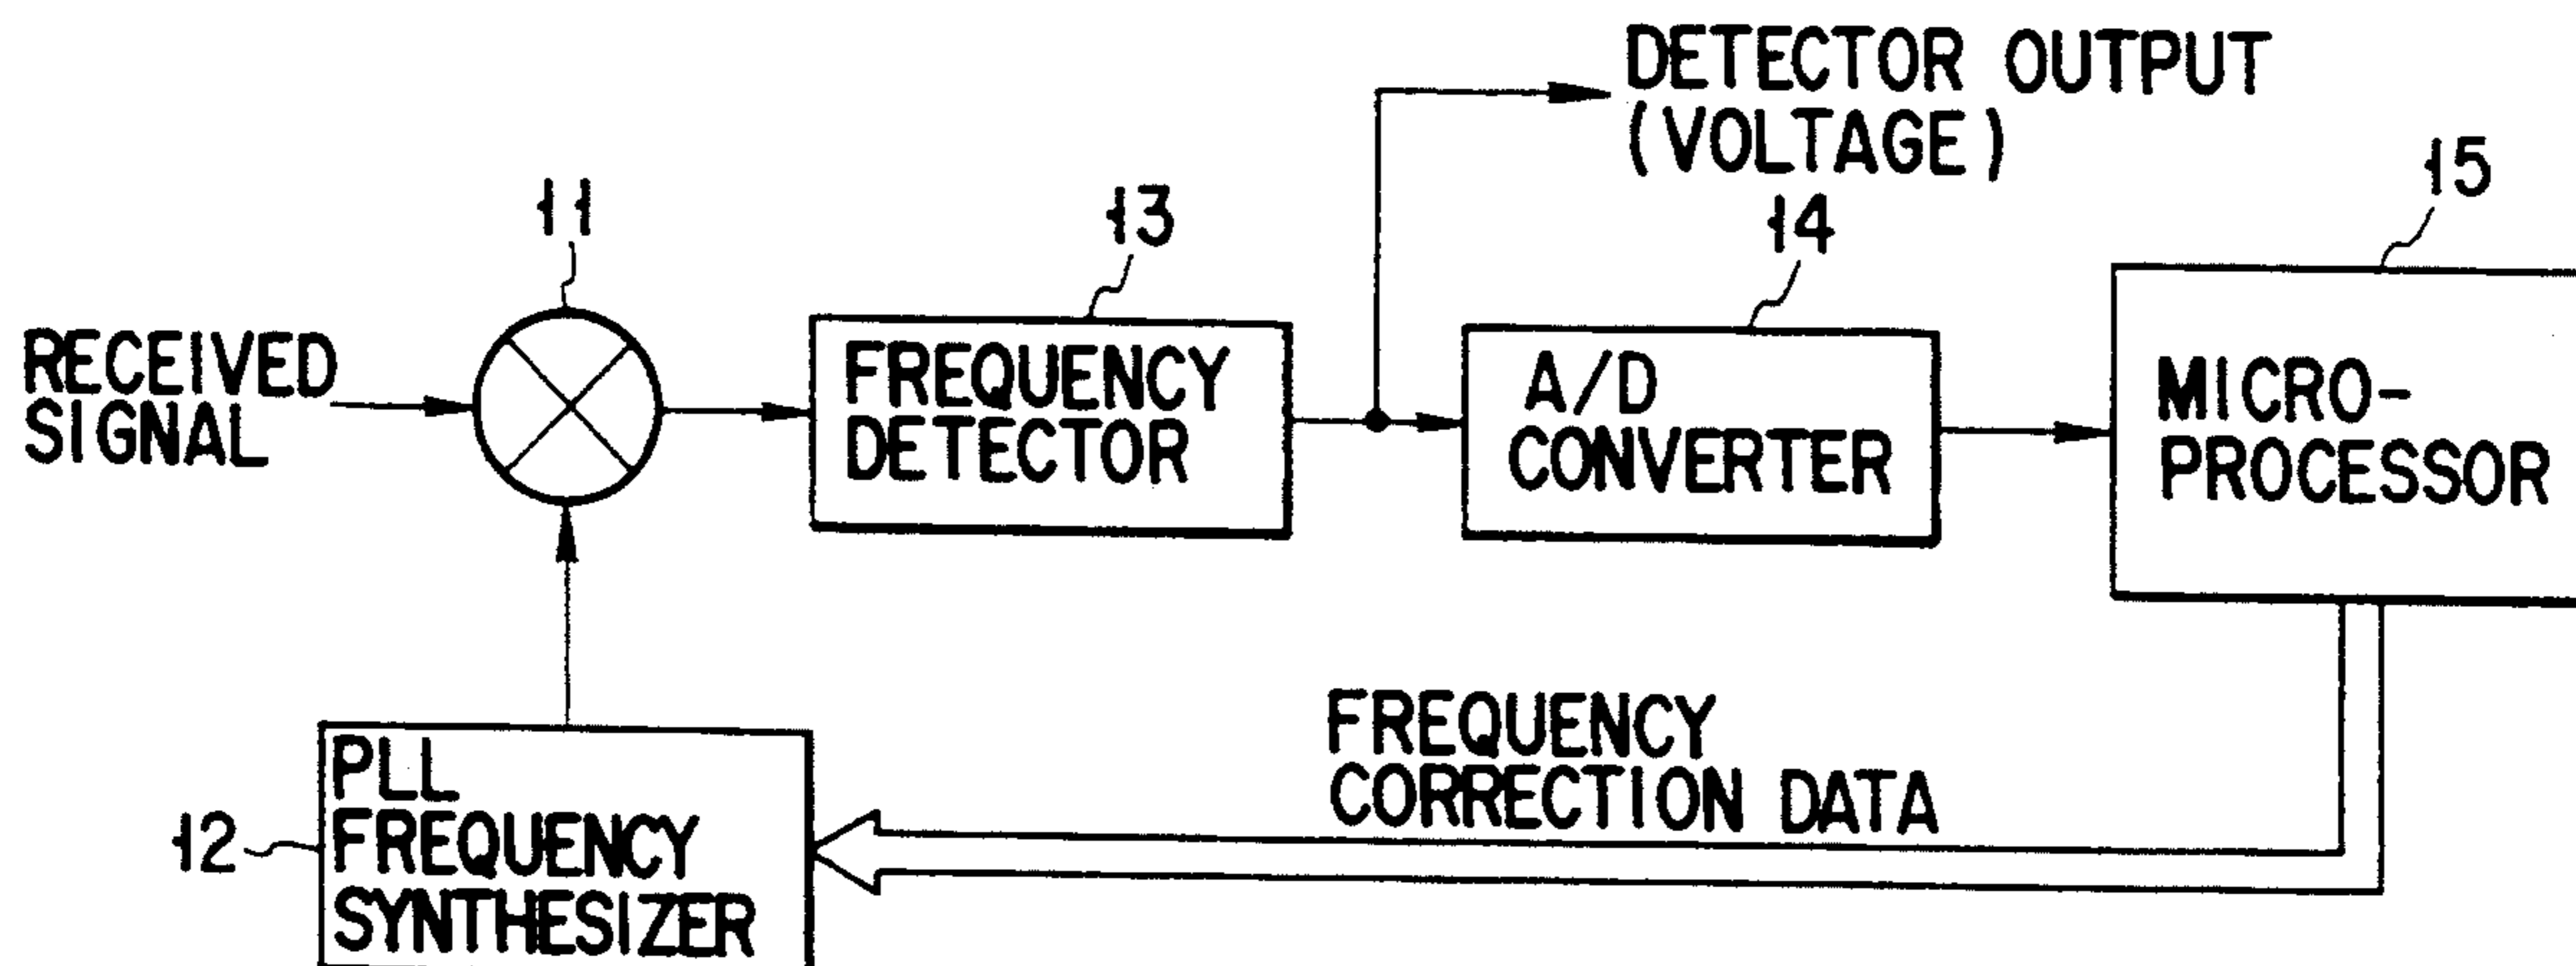 DETECTOR OUTPUT
(VOLTAGE)
11
13
14
15
RECEIVED
SIGNAL
FREQUENCY
DETECTOR
A/D
CONVERTER
MICRO-
PROCESSOR
12
PLL
FREQUENCY
SYNTHESIZER
FREQUENCY
CORRECTION DATA